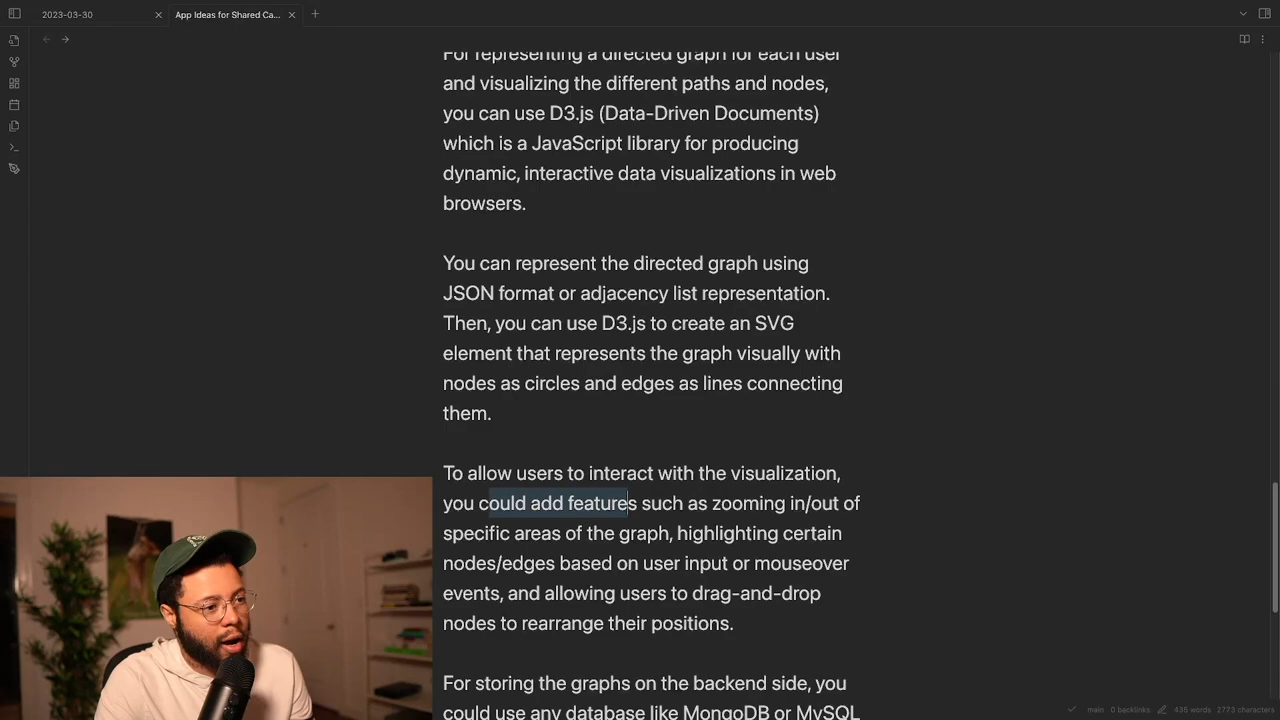 2023-03-30
App Ideas for Shared Ca...
For representing a directed graph for each user
and visualizing the different paths and nodes,
you can use D3.js (Data-Driven Documents)
which is a JavaScript library for producing
dynamic, interactive data visualizations in web
browsers.
You can represent the directed graph using
JSON format or adjacency list representation.
Then, you can use D3.js to create an SVG
element that represents the graph visually with
nodes as circles and edges as lines connecting
them.
To allow users to interact with the visualization,
you could add features such as zooming in/out of
specific areas of the graph, highlighting certain
nodes/edges based on user input or mouseover
events, and allowing users to drag-and-drop
nodes to rearrange their positions.
For storing the graphs on the backend side, you
could use any database like MongoDB or MySQL
main 0 backlinks 435 words 2773 characters